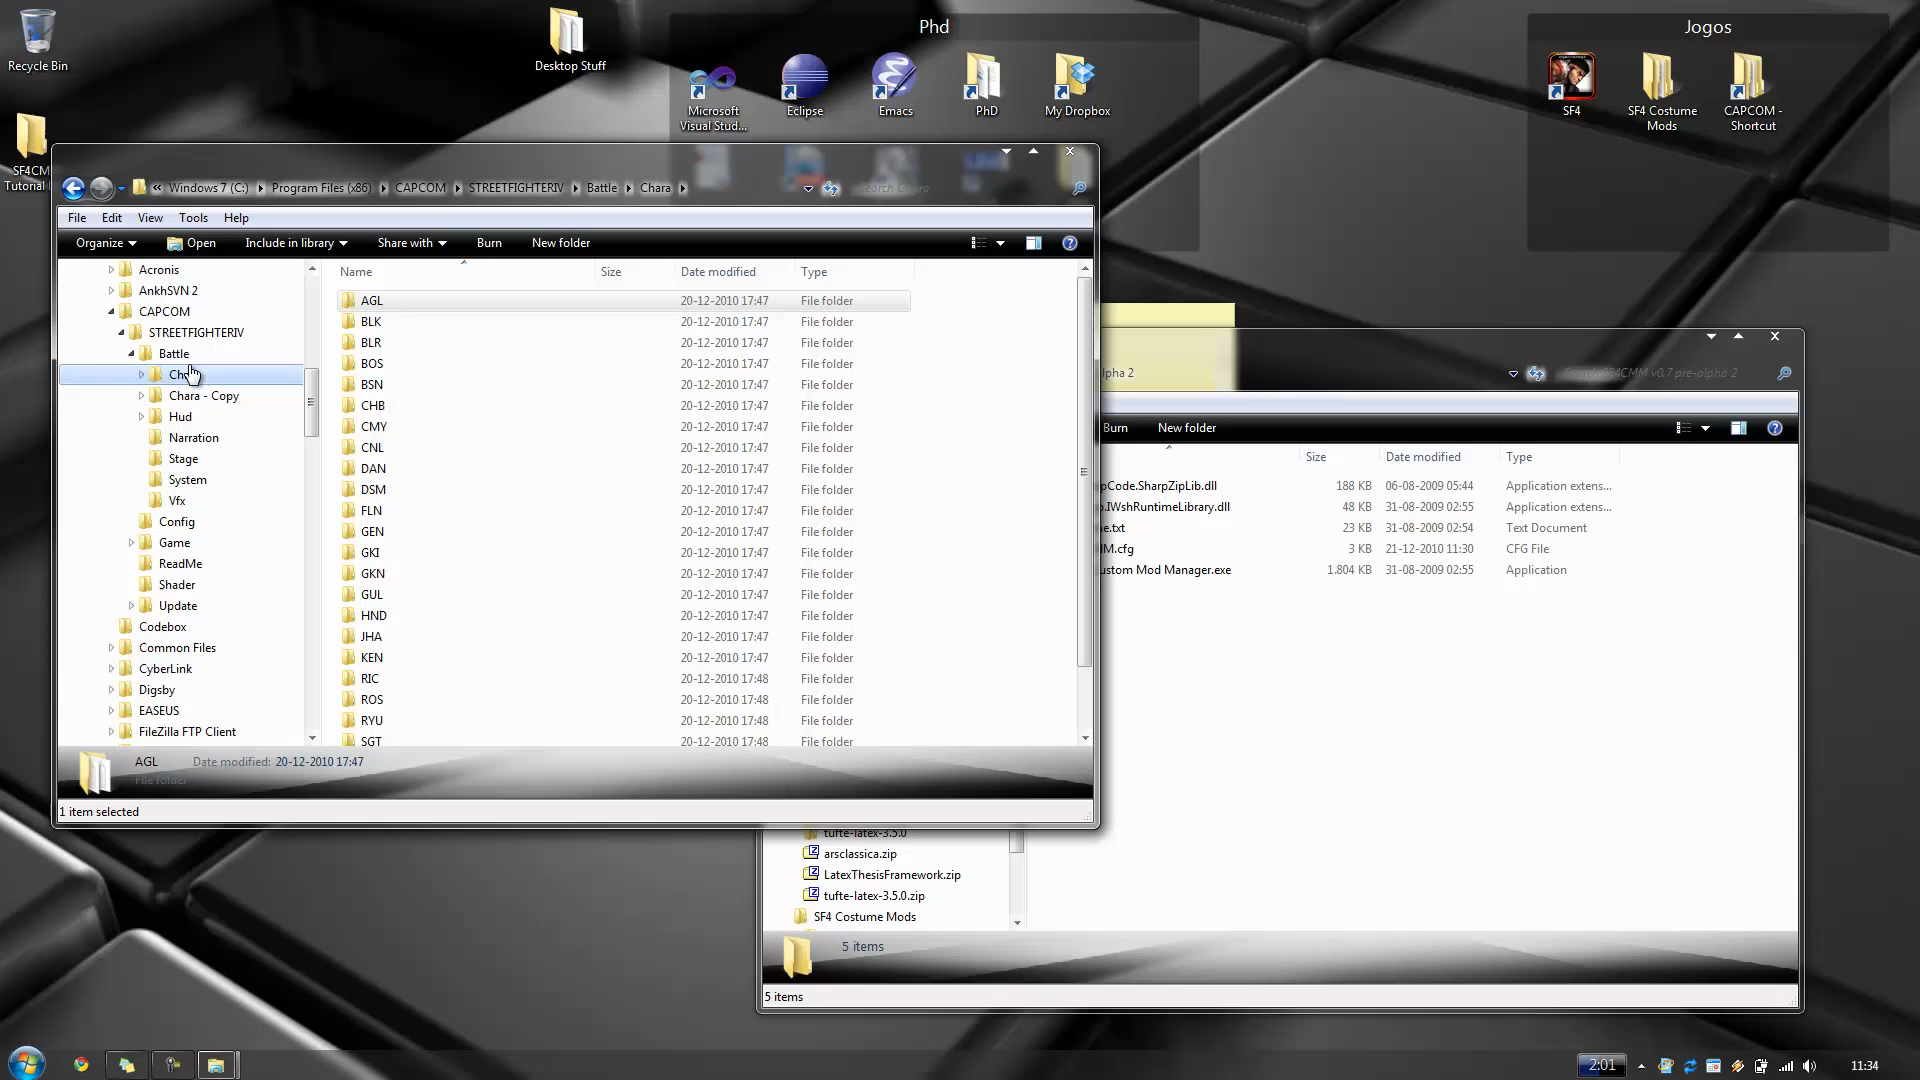 Phd
Jogos
Recycle Bin
Desktop Stuff
Microsoft
Visual Stud...
Eclipse
Emacs
PhD
My Dropbox
SF4
SF4 Costume
Mods
CAPCOM -
Shortcut
SF4CM
Tutorial
« Windows 7 (C:) Program Files (x86) CAPCOM STREETFIGHTERIV Battle Chara
Search Chara
File Edit View Tools Help
Organize Open Include in library Share with Burn New folder
Acronis
AnkhSVN 2
CAPCOM
STREETFIGHTERIV
Battle
Chara - Copy
Hud
Narration
Stage
System
Vfx
Config
Game
ReadMe
Shader
Update
Codebox
Common Files
CyberLink
Digsby
EASEUS
FileZilla FTP Client
Name Size Date modified Type
AGL 20-12-2010 17:47 File folder
BLK 20-12-2010 17:47 File folder
BLR 20-12-2010 17:47 File folder
BOS 20-12-2010 17:47 File folder
BSN 20-12-2010 17:47 File folder
CHB 20-12-2010 17:47 File folder
CMY 20-12-2010 17:47 File folder
CNL 20-12-2010 17:47 File folder
DAN 20-12-2010 17:47 File folder
DSM 20-12-2010 17:47 File folder
FLN 20-12-2010 17:47 File folder
GEN 20-12-2010 17:47 File folder
GKI 20-12-2010 17:47 File folder
GKN 20-12-2010 17:47 File folder
GUL 20-12-2010 17:47 File folder
HND 20-12-2010 17:47 File folder
JHA 20-12-2010 17:47 File folder
KEN 20-12-2010 17:47 File folder
RIC 20-12-2010 17:48 File folder
ROS 20-12-2010 17:48 File folder
RYU 20-12-2010 17:48 File folder
SGT 20-12-2010 17:48 File folder
AGL Date modified: 20-12-2010 17:47
File folder
1 item selected
lpha 2
Search SF4CMM v0.7 pre-alpha 2
Burn New folder
Size Date modified Type
pCode.SharpZipLib.dll 188 KB 06-08-2009 05:44 Application extens...
p.IWshRuntimeLibrary.dll 48 KB 31-08-2009 02:55 Application extens...
e.txt 23 KB 31-08-2009 02:54 Text Document
M.cfg 3 KB 21-12-2010 11:30 CFG File
ustom Mod Manager.exe 1.804 KB 31-08-2009 02:55 Application
tufte-latex-3.5.0
arsclassica.zip
LatexThesisFramework.zip
tufte-latex-3.5.0.zip
SF4 Costume Mods
5 items
5 items
2:01
11:34